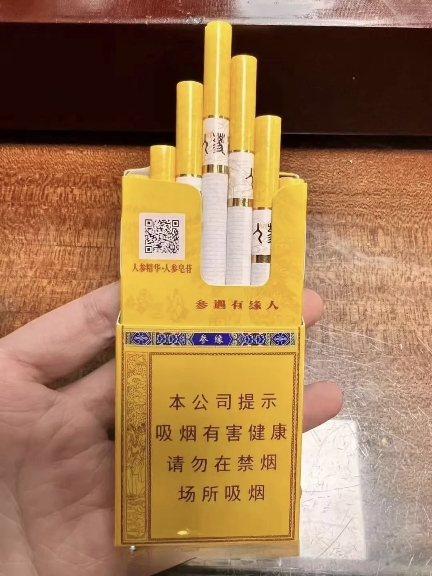 人参精华·人参皂苷
参遇有缘人
参缘
本公司提示
吸烟有害健康
请勿在禁烟
场所吸烟